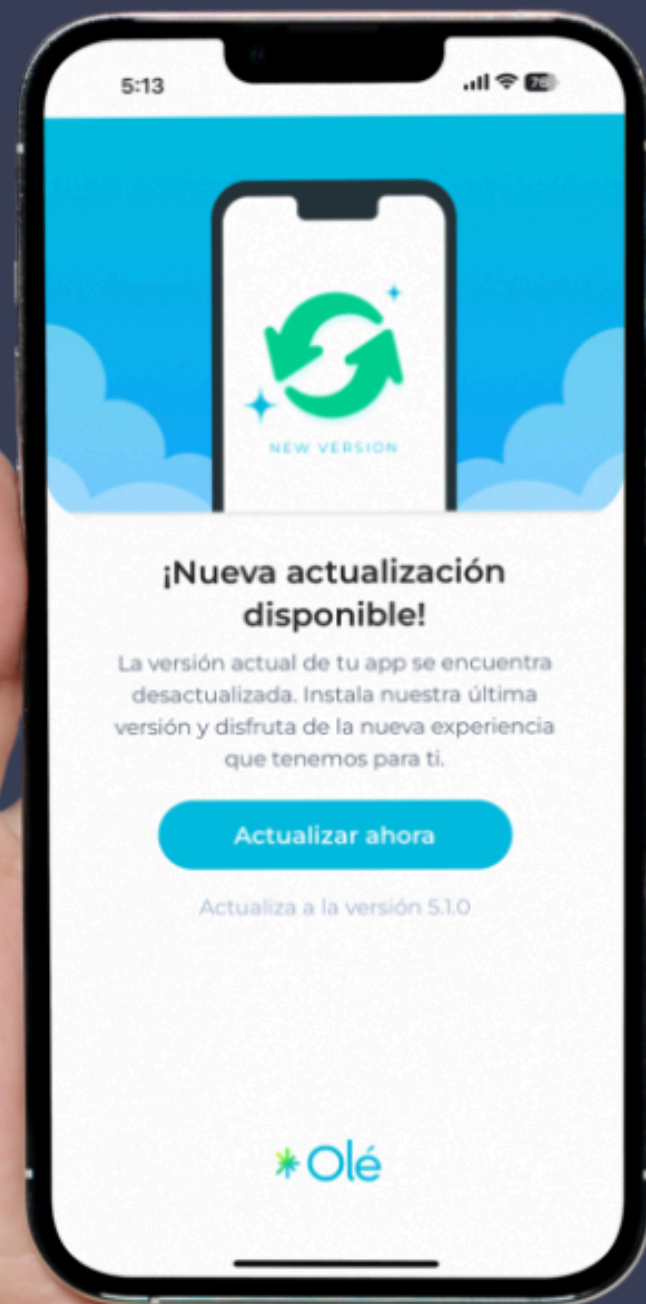 5:13
76
NEW VERSION
¡Nueva actualización
disponible!
La versión actual de tu app se encuentra
desactualizada. Instala nuestra última
versión y disfruta de la nueva experiencia
que tenemos para ti.
Actualizar ahora
Actualiza a la versión 5.1.0
Olé